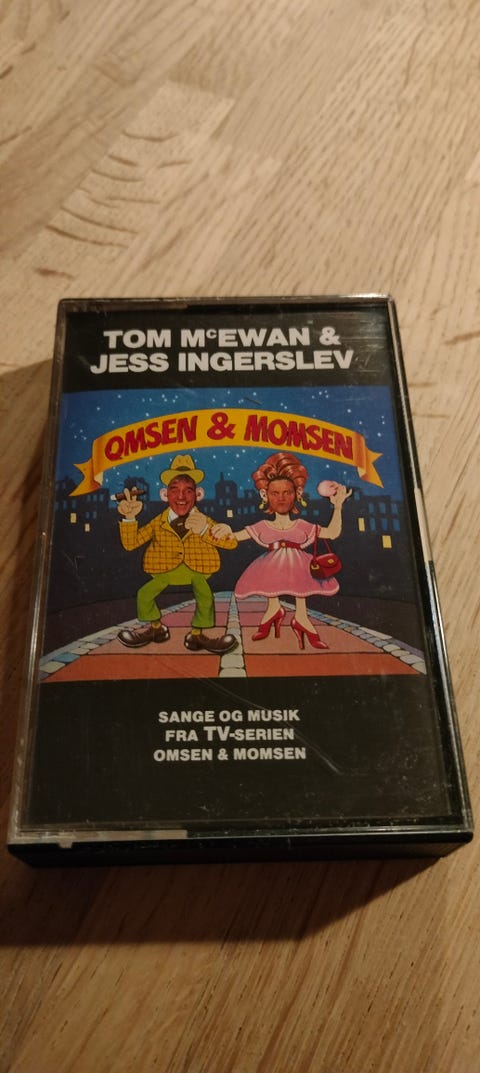 TOM McEWAN &
JESS INGERSLEV
OMSEN & MOMSEN
SANGE OG MUSIK
FRA TV-SERIEN
OMSEN & MOMSEN